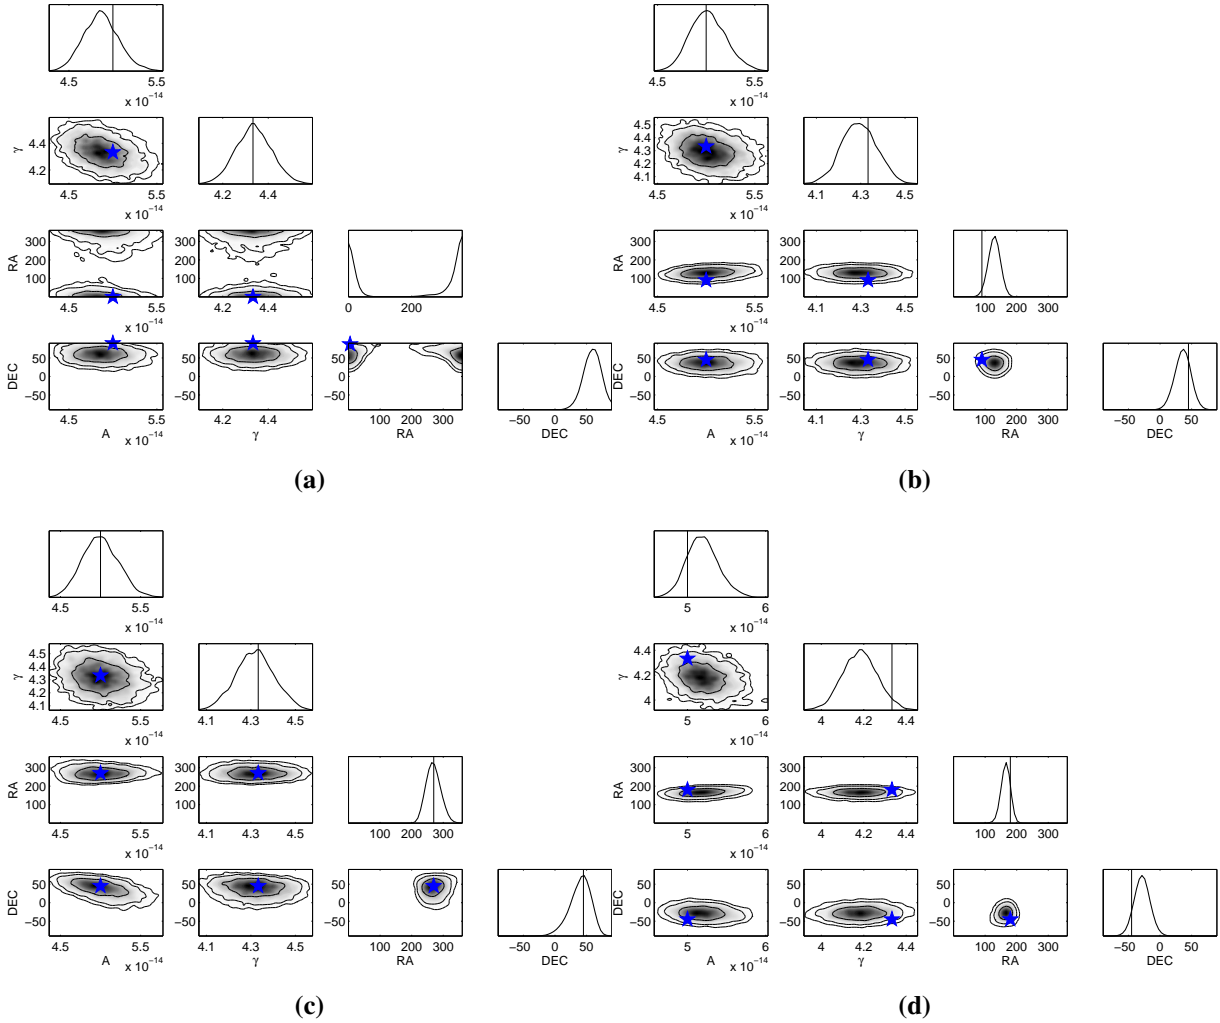 4.5 5.5 4.5 5.5
x 10⁻¹⁴ x 10⁻¹⁴
γ 4.4 4.2 γ 4.5 4.4 4.3 4.2 4.1
4.5 5.5 4.2 4.4 4.5 5.5 4.1 4.3 4.5
x 10⁻¹⁴ x 10⁻¹⁴
RA 300 200 100 300 200 100 RA 300 200 100 300 200 100
4.5 5.5 4.2 4.4 0 200 4.5 5.5 4.1 4.3 4.5 100 200 300
x 10⁻¹⁴ x 10⁻¹⁴
DEC 50 0 −50 50 0 −50 50 0 −50 DEC 50 0 −50 50 0 −50 50 0 −50
4.5 5.5 4.2 4.4 100 200 300 −50 0 50 4.5 5.5 4.1 4.3 4.5 100 200 300 −50 0 50
A x 10⁻¹⁴ γ RA DEC A x 10⁻¹⁴ γ RA DEC
(a) (b)
4.5 5.5 5 6
x 10⁻¹⁴ x 10⁻¹⁴
γ 4.5 4.4 4.3 4.2 4.1 γ 4.4 4.2 4
4.5 5.5 4.1 4.3 4.5 5 6 4 4.2 4.4
x 10⁻¹⁴ x 10⁻¹⁴
RA 300 200 100 300 200 100 RA 300 200 100 300 200 100
4.5 5.5 4.1 4.3 4.5 100 200 300 5 6 4 4.2 4.4 100 200 300
x 10⁻¹⁴ x 10⁻¹⁴
DEC 50 0 −50 50 0 −50 50 0 −50 DEC 50 0 −50 50 0 −50 50 0 −50
4.5 5.5 4.1 4.3 4.5 100 200 300 −50 0 50 5 6 4 4.2 4.4 100 200 300 −50 0 50
A x 10⁻¹⁴ γ RA DEC A x 10⁻¹⁴ γ RA DEC
(c) (d)